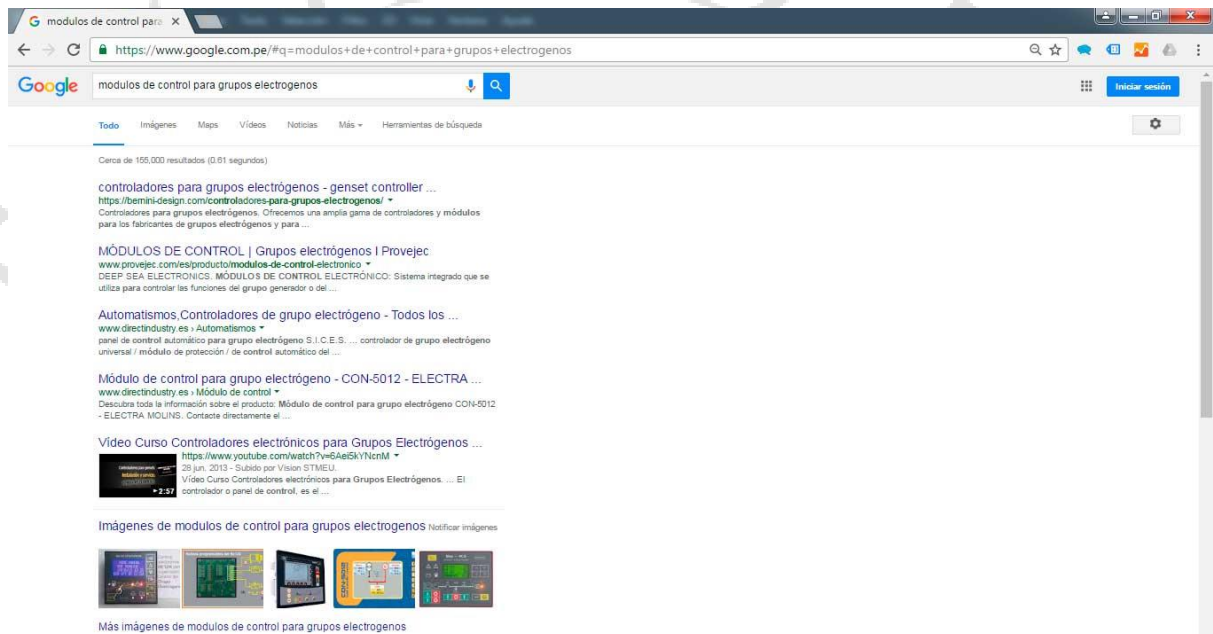 modulos de control para
https://www.google.com.pe/#q=modulos+de+control+para+grupos+electrogenos
Google
modulos de control para grupos electrogenos
Iniciar sesión
Todo Imágenes Maps Vídeos Noticias Más Herramientas de búsqueda
Cerca de 155,000 resultados (0.61 segundos)
controladores para grupos electrógenos - genset controller ...
https://bernini-design.com/controladores-para-grupos-electrogenos/
Controladores para grupos electrógenos. Ofrecemos una amplia gama de controladores y módulos
para los fabricantes de grupos electrógenos y para ...
MÓDULOS DE CONTROL | Grupos electrógenos I Provejec
www.provejec.com/es/producto/modulos-de-control-electronico
DEEP SEA ELECTRONICS. MÓDULOS DE CONTROL ELECTRÓNICO: Sistema integrado que se
utiliza para controlar las funciones del grupo generador o del ...
Automatismos,Controladores de grupo electrógeno - Todos los ...
www.directindustry.es › Automatismos
panel de control automático para grupo electrógeno S.I.C.E.S. ... controlador de grupo electrógeno
universal / módulo de protección / de control automático del ...
Módulo de control para grupo electrógeno - CON-5012 - ELECTRA ...
www.directindustry.es › Módulo de control
Descubra toda la información sobre el producto: Módulo de control para grupo electrógeno CON-5012
- ELECTRA MOLINS. Contacte directamente el ...
Vídeo Curso Controladores electrónicos para Grupos Electrógenos ...
https://www.youtube.com/watch?v=6Aei5kYNcnM
28 jun. 2013 - Subido por Vision STMEU.
Vídeo Curso Controladores electrónicos para Grupos Electrógenos. ... El
controlador o panel de control, es el ...
2:57
Imágenes de modulos de control para grupos electrogenos Notificar imágenes
Más imágenes de modulos de control para grupos electrogenos